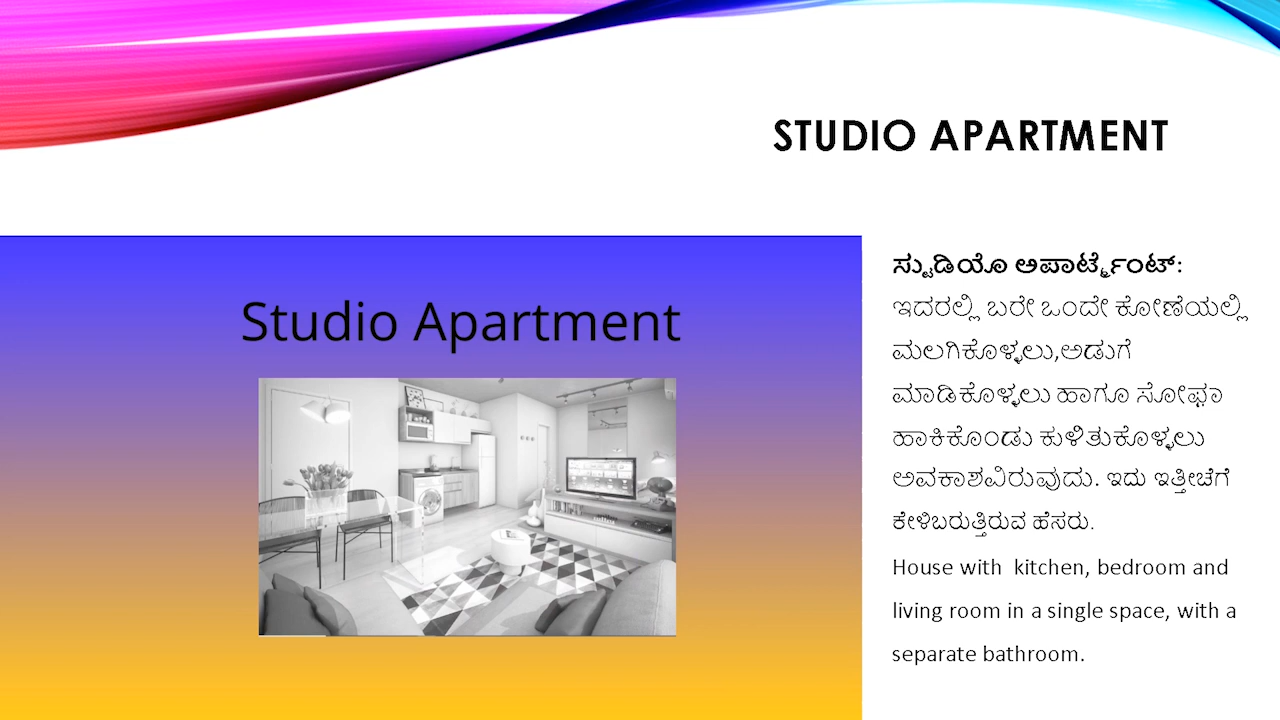 STUDIO APARTMENT
Studio Apartment
ಸ್ಟುಡಿಯೊ ಅಪಾರ್ಟ್ಮೆಂಟ್:
ಇದರಲ್ಲಿ ಬರೇ ಒಂದೇ ಕೋಣೆಯಲ್ಲಿ
ಮಲಗಿಕೊಳ್ಳಲು,ಅಡುಗೆ
ಮಾಡಿಕೊಳ್ಳಲು ಹಾಗೂ ಸೋಫಾ
ಹಾಕಿಕೊಂಡು ಕುಳಿತುಕೊಳ್ಳಲು
ಅವಕಾಶವಿರುವುದು. ಇದು ಇತ್ತೀಚೆಗೆ
ಕೇಳಿಬರುತ್ತಿರುವ ಹೆಸರು.
House with kitchen, bedroom and
living room in a single space, with a
separate bathroom.